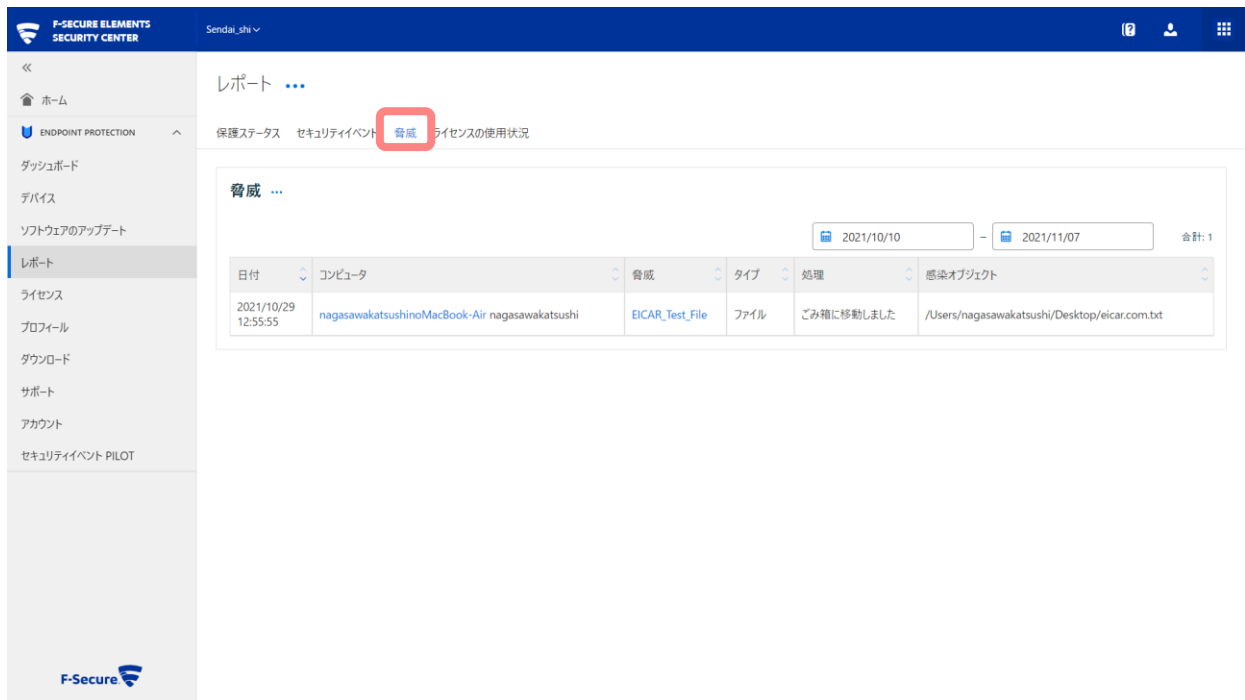 F-SECURE ELEMENTS
SECURITY CENTER
Sendai_shi
ホーム
ENDPOINT PROTECTION
ダッシュボード
デバイス
ソフトウェアのアップデート
レポート
ライセンス
プロフィール
ダウンロード
サポート
アカウント
セキュリティイベント PILOT
F-Secure
レポート •••
保護ステータス セキュリティイベント 脅威 ライセンスの使用状況
脅威 •••
2021/10/10 – 2021/11/07 合計: 1
日付 コンピュータ 脅威 タイプ 処理 感染オブジェクト
2021/10/29
12:55:55
nagasawakatsushinoMacBook-Air nagasawakatsushi EICAR_Test_File ファイル ごみ箱に移動しました /Users/nagasawakatsushi/Desktop/eicar.com.txt